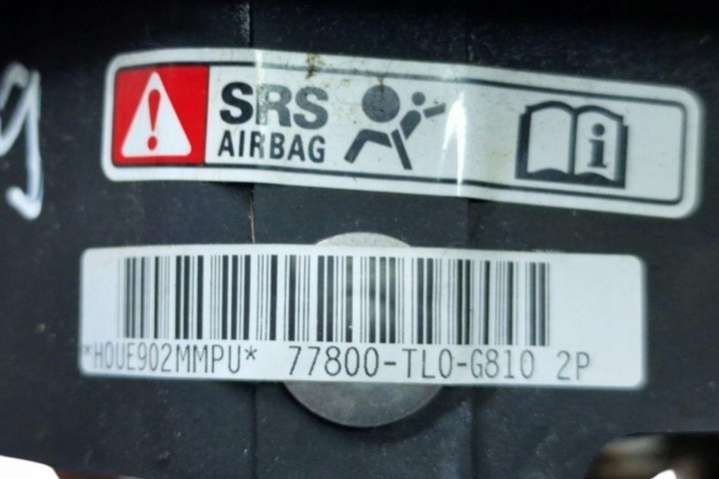 g
SRS
AIRBAG
i
*H0UE902MMPU* 77800-TL0-G810 2P